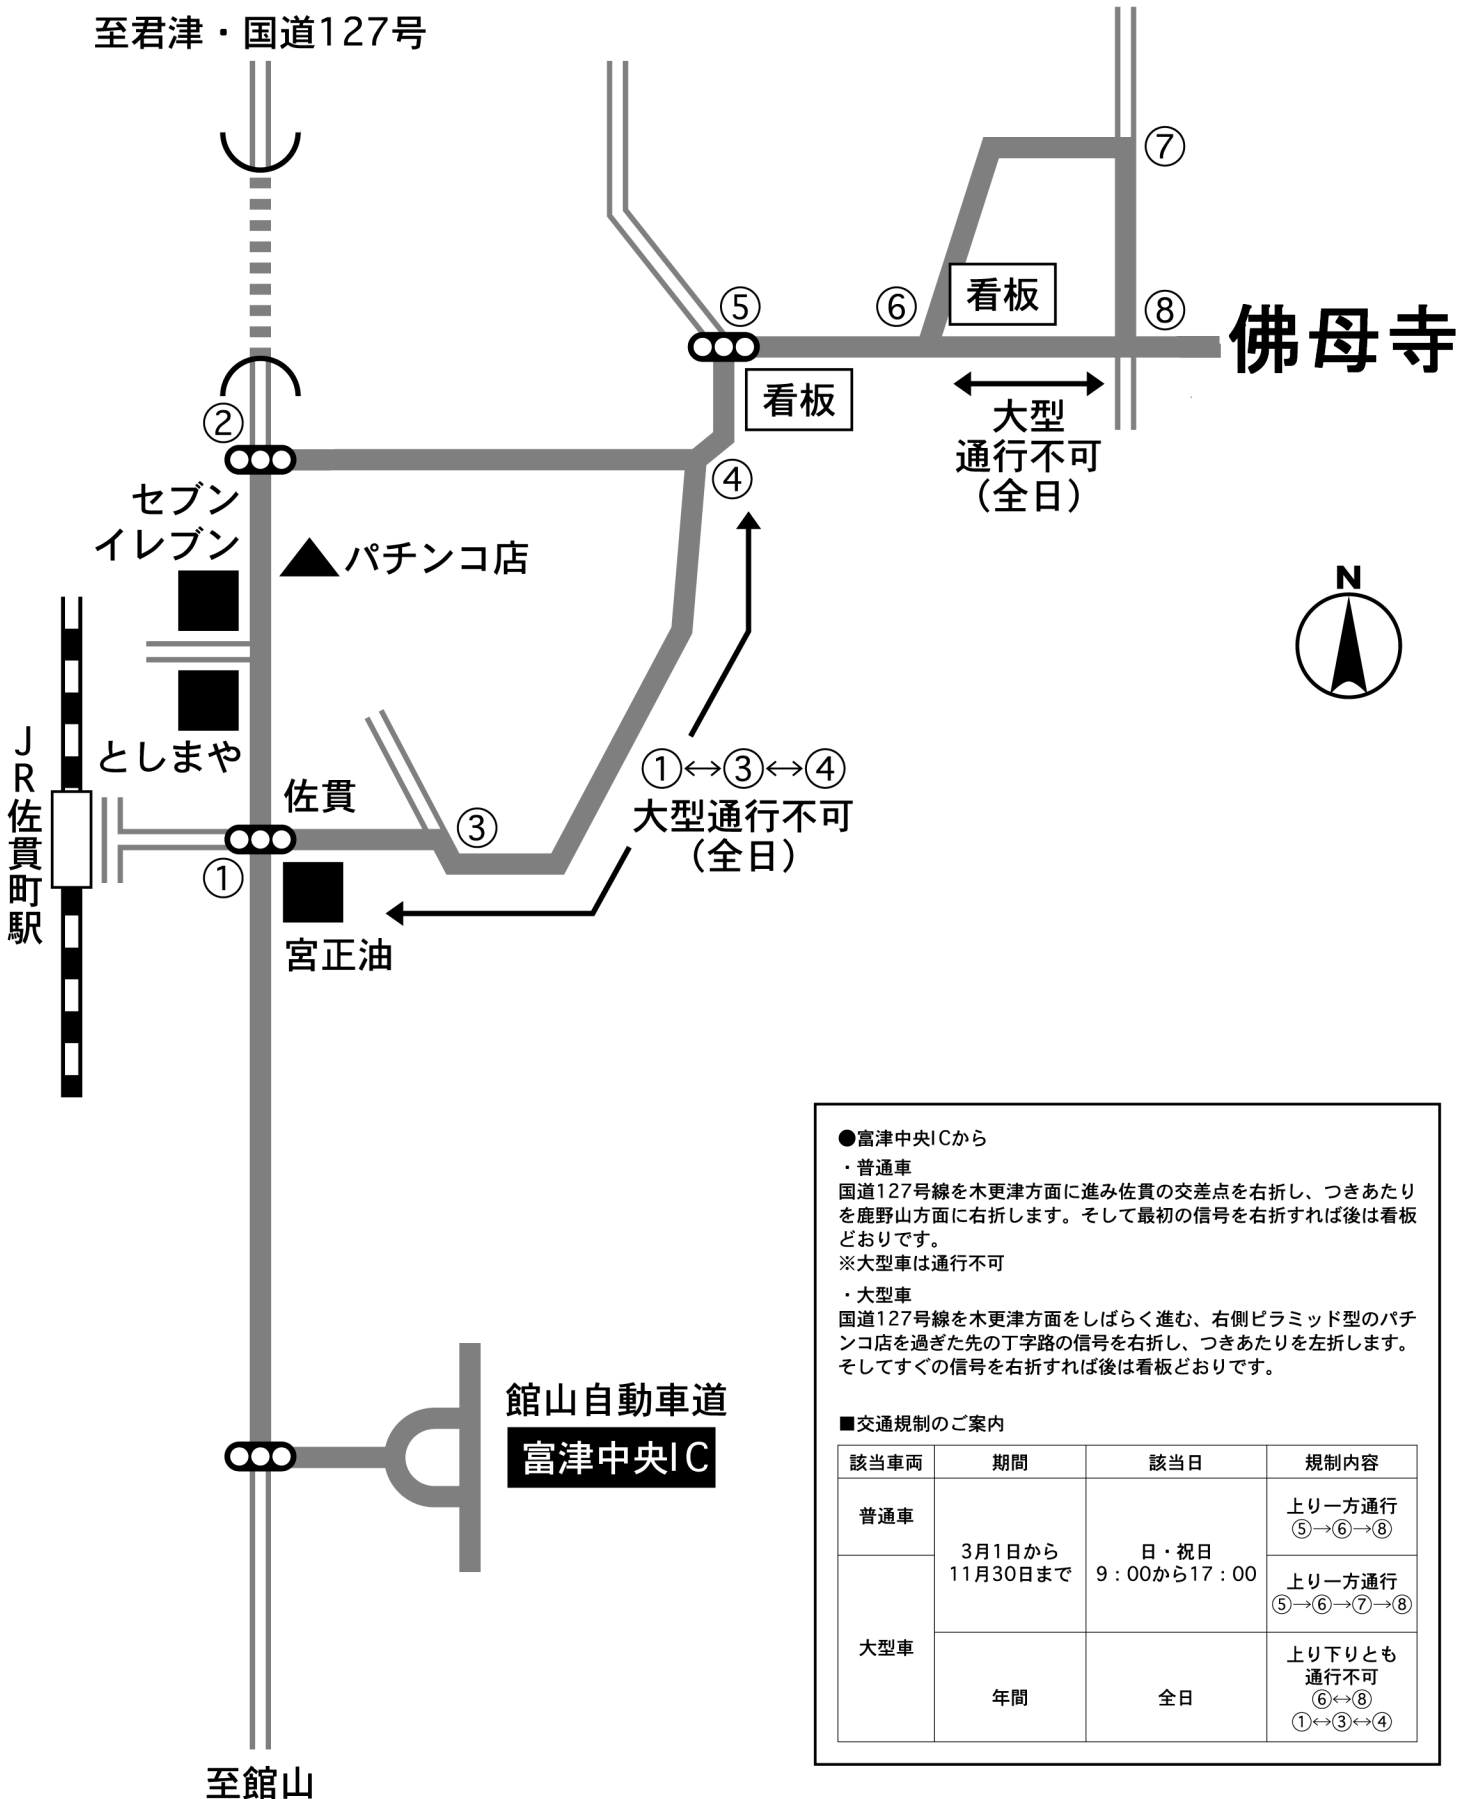 至君津・国道127号
⑦
⑤
⑥
看板
⑧
佛母寺
看板
②
大型
通行不可
（全日）
④
セブン
イレブン
パチンコ店
N
JR佐貫町駅
としまや
佐貫
③
①↔③↔④
大型通行不可
（全日）
①
宮正油
館山自動車道
富津中央IC
至館山
●富津中央ICから
・普通車
国道127号線を木更津方面に進み佐貫の交差点を右折し、つきあたり
を鹿野山方面に右折します。そして最初の信号を右折すれば後は看板
どおりです。
※大型車は通行不可
・大型車
国道127号線を木更津方面をしばらく進む、右側ピラミッド型のパチ
ンコ店を過ぎた先の丁字路の信号を右折し、つきあたりを左折します。
そしてすぐの信号を右折すれば後は看板どおりです。
■交通規制のご案内
該当車両 期間 該当日 規制内容
普通車
3月1日から
11月30日まで
日・祝日
9：00から17：00
上り一方通行
⑤→⑥→⑧
大型車
上り一方通行
⑤→⑥→⑦→⑧
年間
全日
上り下りとも
通行不可
⑥↔⑧
①↔③↔④